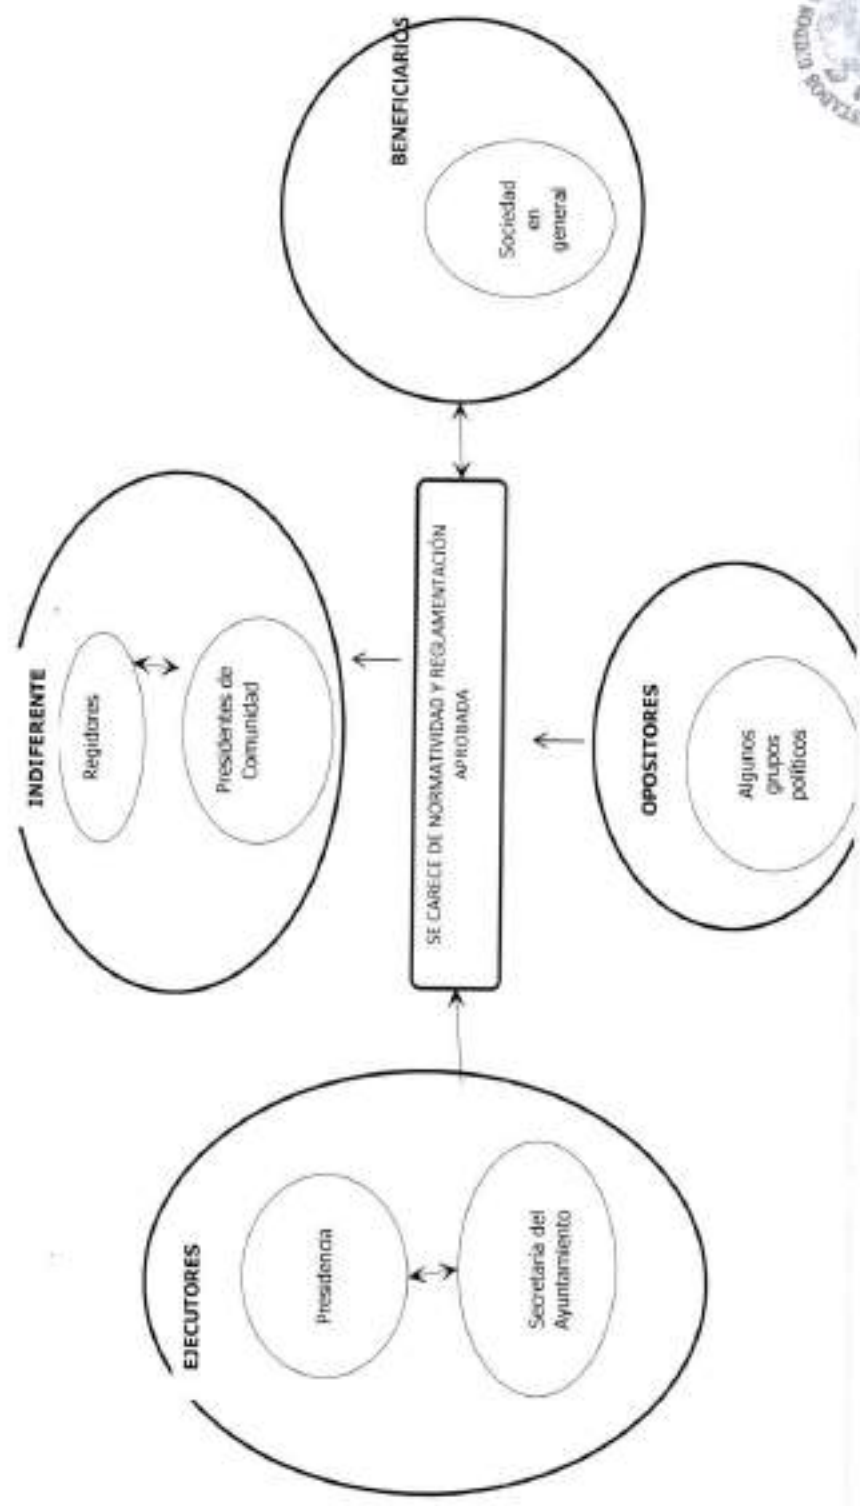 INDIFERENTE
Regidores
Presidentes de
Comunidad
EJECUTORES
Presidencia
Secretaría del
Ayuntamiento
SE CARECE DE NORMATIVIDAD Y REGLAMENTACIÓN
APROBADA
BENEFICIARIOS
Sociedad
en
general
OPOSITORES
Algunos
grupos
políticos